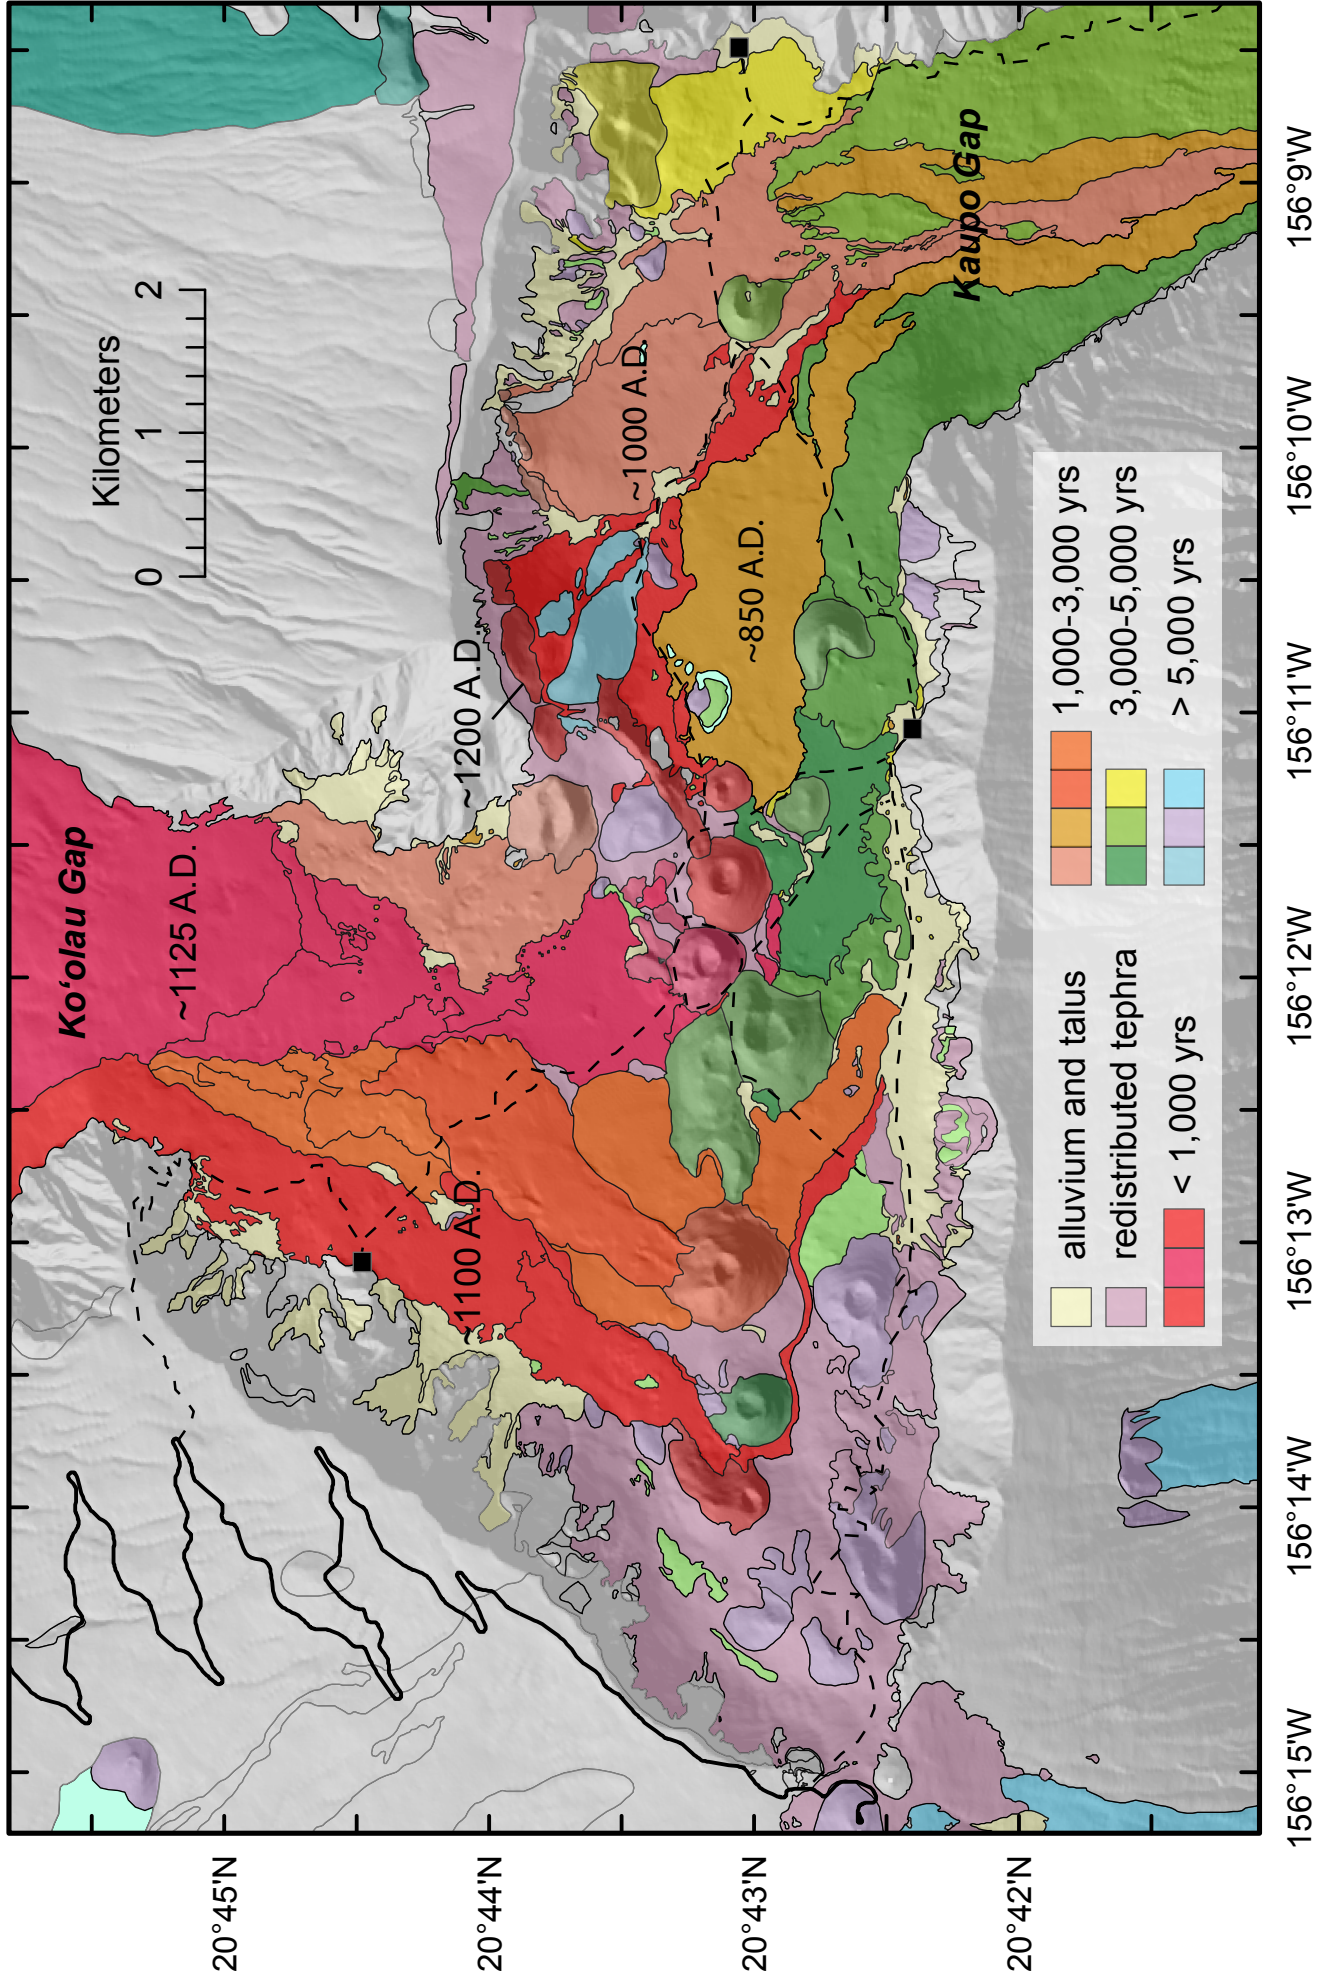 Ko‘olau Gap
~1125 A.D.
Kilometers
0 1 2
~1200 A.D.
~1100 A.D.
~1000 A.D.
~850 A.D.
Kaupo Gap
alluvium and talus
redistributed tephra
< 1,000 yrs
1,000-3,000 yrs
3,000-5,000 yrs
> 5,000 yrs
20°45'N
20°44'N
20°43'N
20°42'N
156°15'W
156°14'W
156°13'W
156°12'W
156°11'W
156°10'W
156°9'W